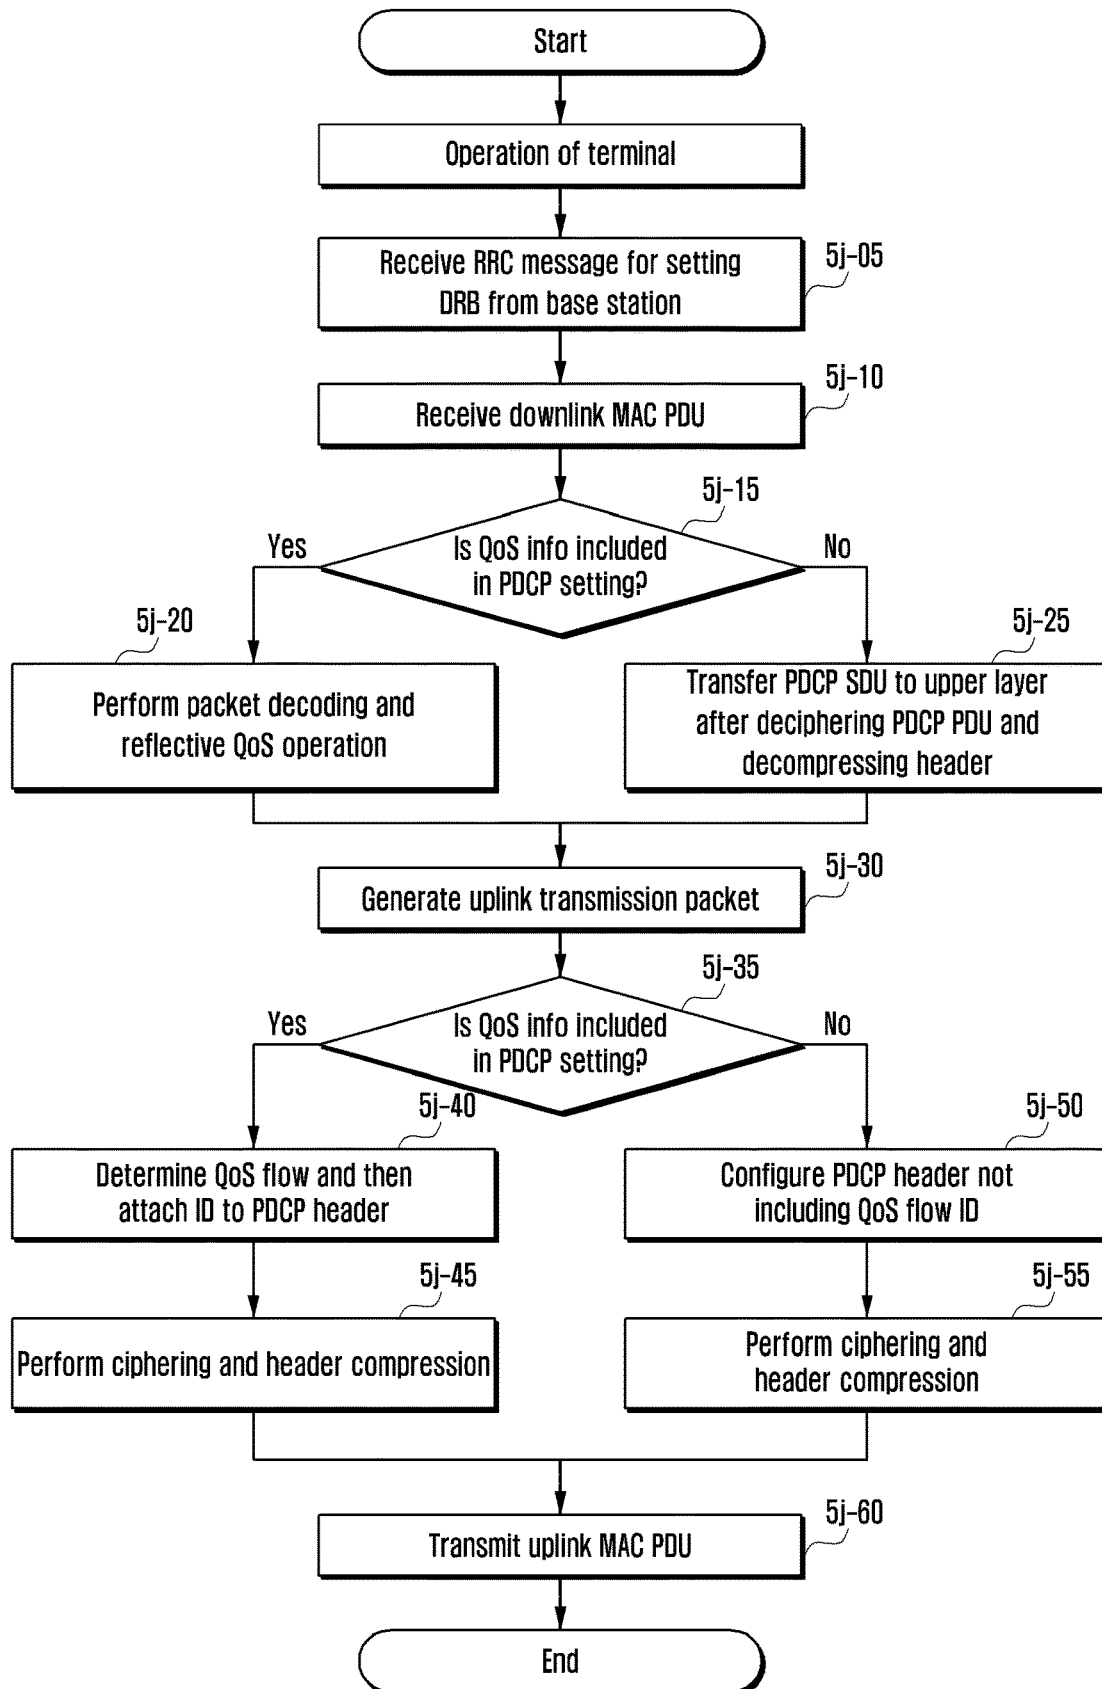 Start
Operation of terminal
5j-05
Receive RRC message for setting
DRB from base station
5j-10
Receive downlink MAC PDU
5j-15
Yes
Is QoS info included
in PDCP setting?
No
5j-20
Perform packet decoding and
reflective QoS operation
5j-25
Transfer PDCP SDU to upper layer
after deciphering PDCP PDU and
decompressing header
5j-30
Generate uplink transmission packet
5j-35
Yes
Is QoS info included
in PDCP setting?
No
5j-40
Determine QoS flow and then
attach ID to PDCP header
5j-50
Configure PDCP header not
including QoS flow ID
5j-45
Perform ciphering and header compression
5j-55
Perform ciphering and
header compression
5j-60
Transmit uplink MAC PDU
End